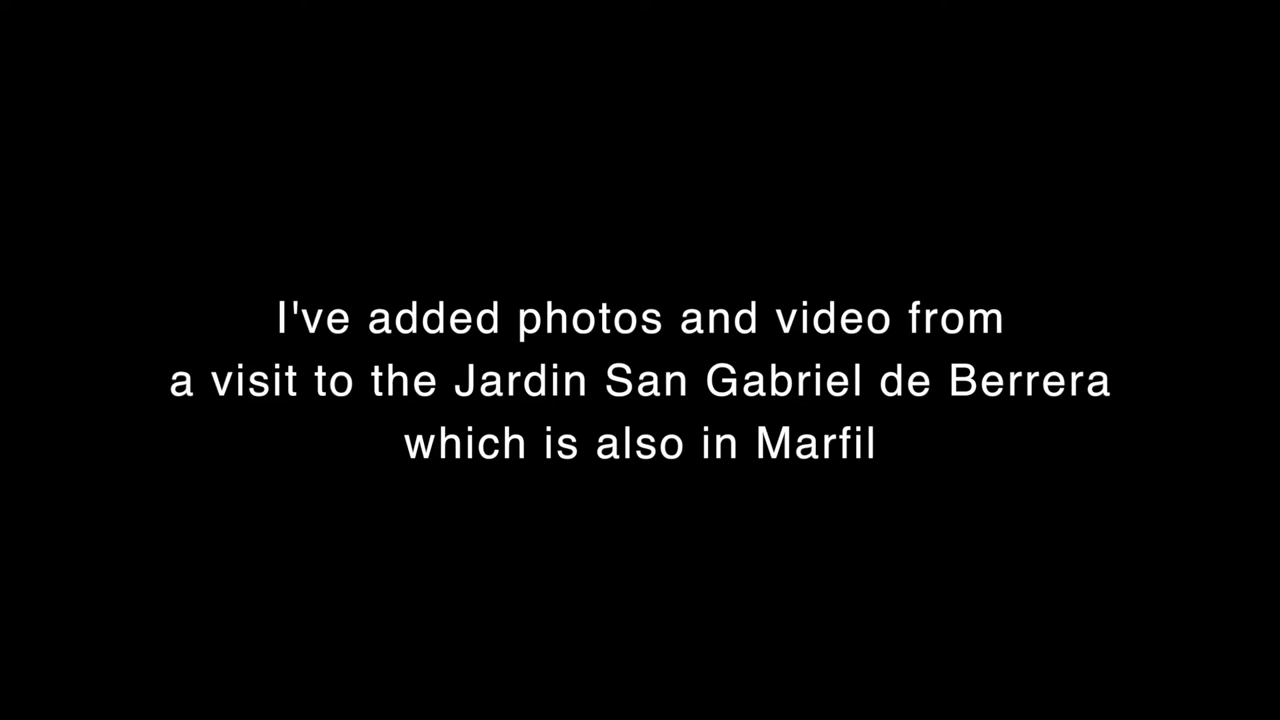 I've added photos and video from
a visit to the Jardin San Gabriel de Berrera
which is also in Marfil